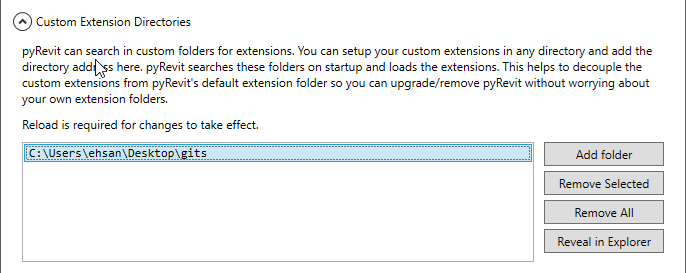 Custom Extension Directories
pyRevit can search in custom folders for extensions. You can setup your custom extensions in any directory and add the
directory address here. pyRevit searches these folders on startup and loads the extensions. This helps to decouple the
custom extensions from pyRevit's default extension folder so you can upgrade/remove pyRevit without worrying about
your own extension folders.
Reload is required for changes to take effect.
C:\Users\ehsan\Desktop\gits
Add folder
Remove Selected
Remove All
Reveal in Explorer